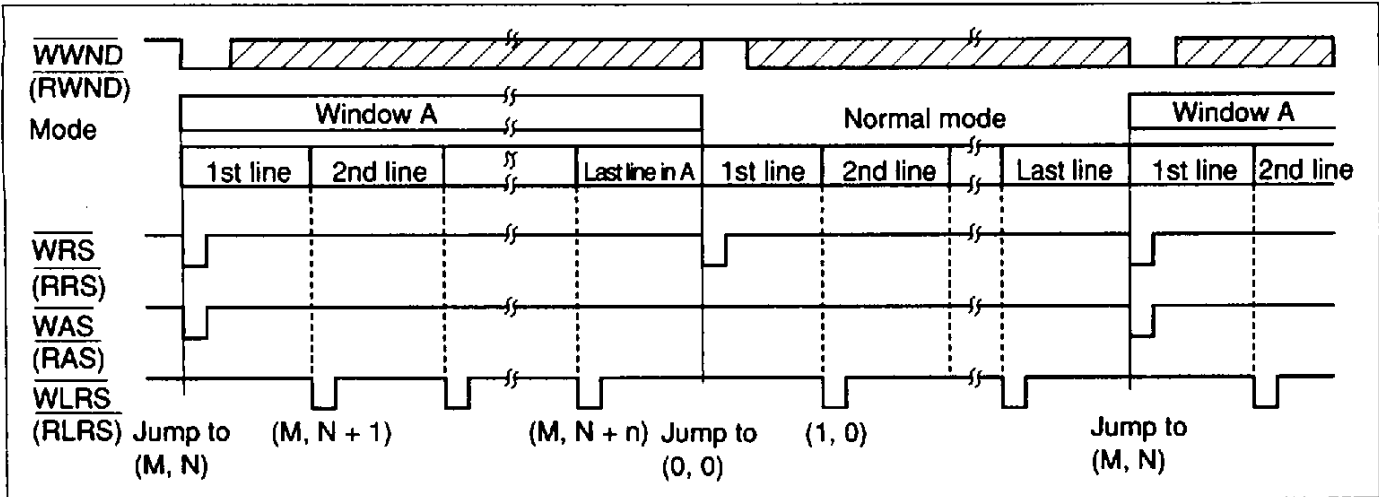 WWND
(RWND)
Mode
Window A
Normal mode
Window A
1st line
2nd line
Last line in A
1st line
2nd line
Last line
1st line
2nd line
WRS
(RRS)
WAS
(RAS)
WLRS
(RLRS)
Jump to
(M, N)
(M, N + 1)
(M, N + n)
Jump to
(0, 0)
(1, 0)
Jump to
(M, N)